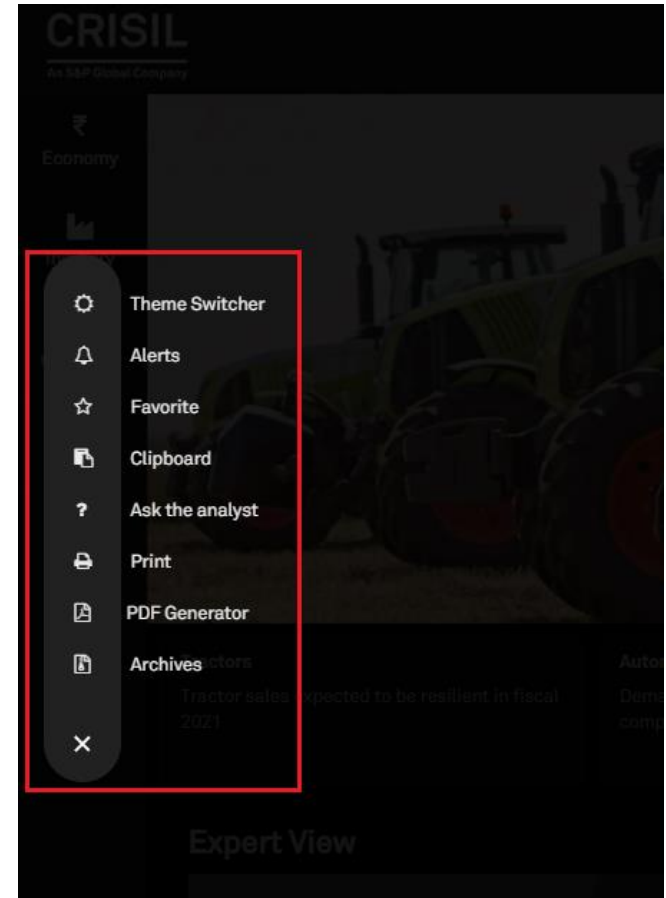 CRISIL
An S&P Global Company
₹
Economy
Theme Switcher
Alerts
Favorite
Clipboard
? Ask the analyst
Print
PDF Generator
Archives
Tractors
Tractor sales expected to be resilient in fiscal
2021
Expert View